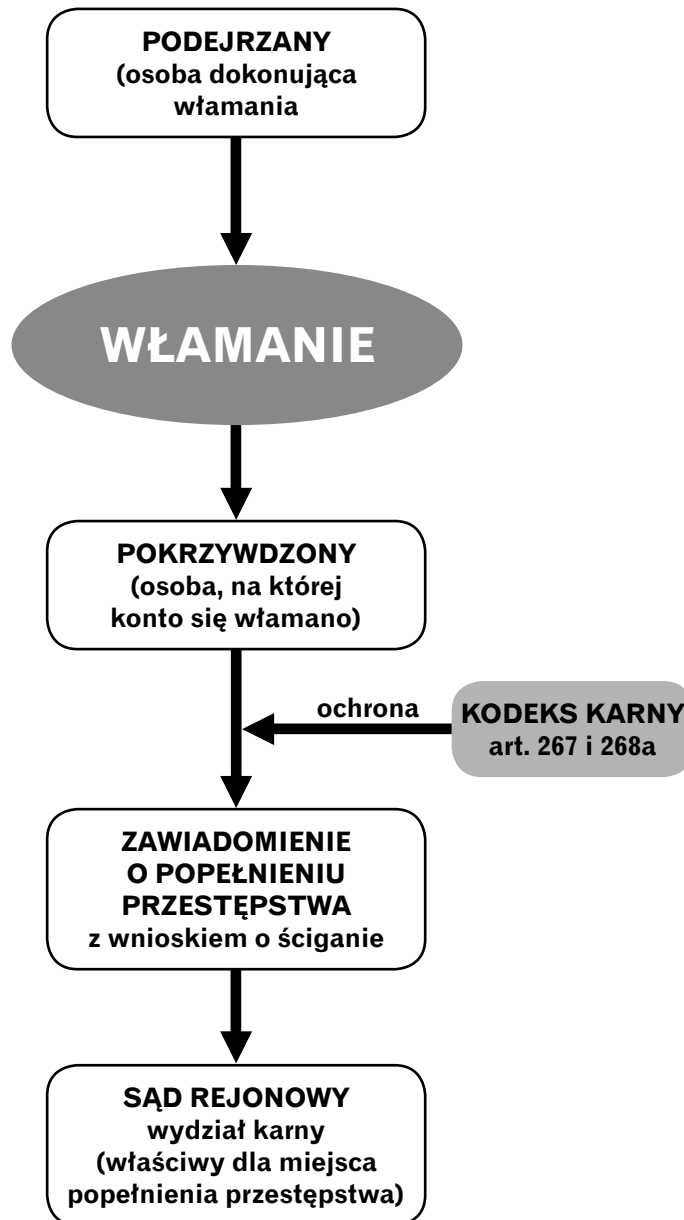 PODEJRZANY
(osoba dokonująca
włamania
WŁAMANIE
POKRZYWDZONY
(osoba, na której
konto się włamano)
ochrona
KODEKS KARNY
art. 267 i 268a
ZAWIADOMIENIE
O POPEŁNIENIU
PRZESTĘPSTWA
z wnioskiem o ściganie
SĄD REJONOWY
wydział karny
(właściwy dla miejsca
popełnienia przestępstwa)